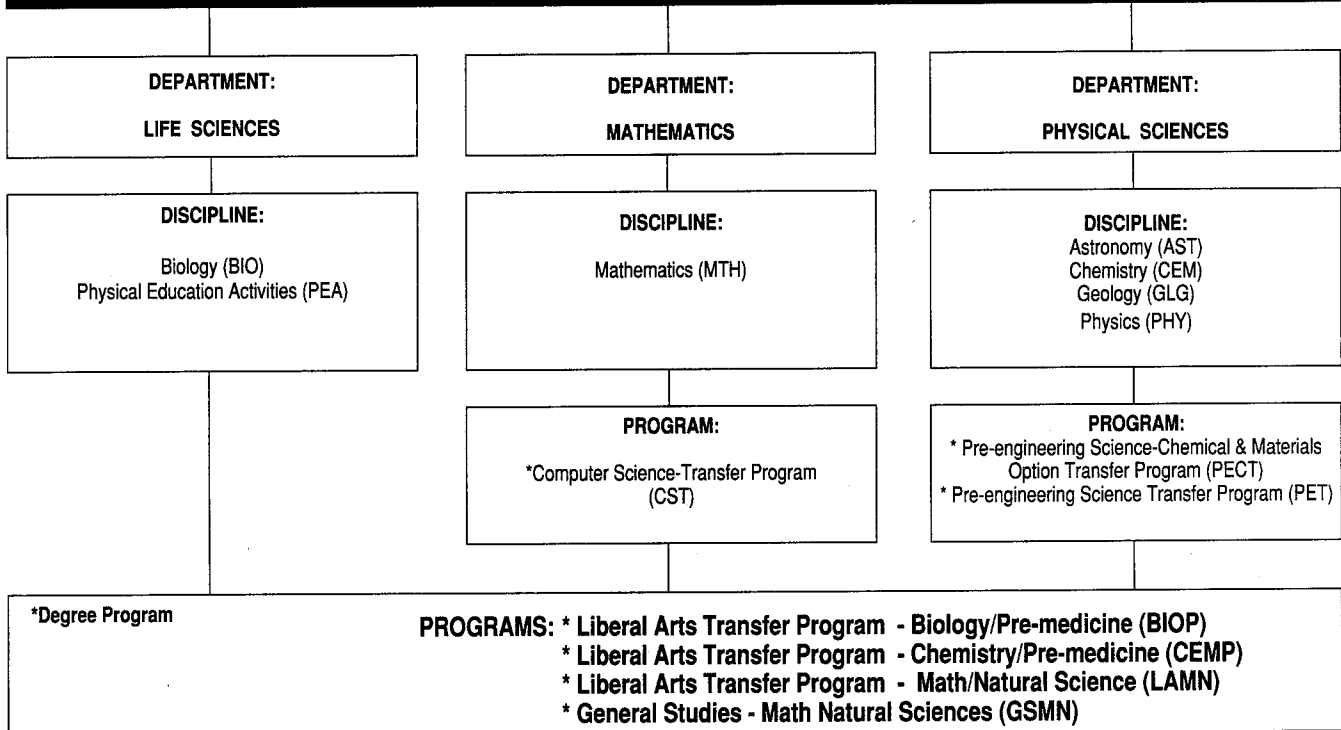 DEPARTMENT:
LIFE SCIENCES
DISCIPLINE:
Biology (BIO)
Physical Education Activities (PEA)
DEPARTMENT:
MATHEMATICS
DISCIPLINE:
Mathematics (MTH)
PROGRAM:
*Computer Science-Transfer Program
(CST)
DEPARTMENT:
PHYSICAL SCIENCES
DISCIPLINE:
Astronomy (AST)
Chemistry (CEM)
Geology (GLG)
Physics (PHY)
PROGRAM:
* Pre-engineering Science-Chemical & Materials
Option Transfer Program (PECT)
* Pre-engineering Science Transfer Program (PET)
*Degree Program
PROGRAMS: * Liberal Arts Transfer Program - Biology/Pre-medicine (BIOP)
* Liberal Arts Transfer Program - Chemistry/Pre-medicine (CEMP)
* Liberal Arts Transfer Program - Math/Natural Science (LAMN)
* General Studies - Math Natural Sciences (GSMN)